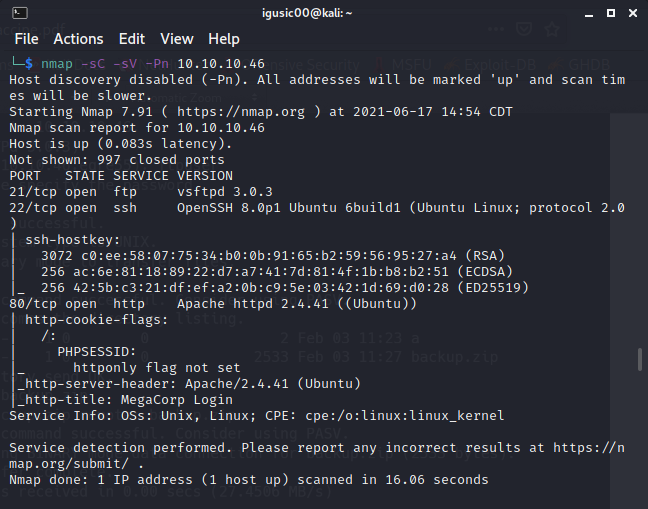 igusic00@kali: ~
File Actions Edit View Help
└─$ nmap -sC -sV -Pn 10.10.10.46
Host discovery disabled (-Pn). All addresses will be marked 'up' and scan tim
es will be slower.
Starting Nmap 7.91 ( https://nmap.org ) at 2021-06-17 14:54 CDT
Nmap scan report for 10.10.10.46
Host is up (0.083s latency).
Not shown: 997 closed ports
PORT   STATE SERVICE VERSION
21/tcp open  ftp     vsftpd 3.0.3
22/tcp open  ssh     OpenSSH 8.0p1 Ubuntu 6build1 (Ubuntu Linux; protocol 2.0
)
| ssh-hostkey:
|   3072 c0:ee:58:07:75:34:b0:0b:91:65:b2:59:56:95:27:a4 (RSA)
|   256 ac:6e:81:18:89:22:d7:a7:41:7d:81:4f:1b:b8:b2:51 (ECDSA)
|_  256 42:5b:c3:21:df:ef:a2:0b:c9:5e:03:42:1d:69:d0:28 (ED25519)
80/tcp open  http    Apache httpd 2.4.41 ((Ubuntu))
| http-cookie-flags:
|   /:
|     PHPSESSID:
|_      httponly flag not set
|_http-server-header: Apache/2.4.41 (Ubuntu)
|_http-title: MegaCorp Login
Service Info: OSs: Unix, Linux; CPE: cpe:/o:linux:linux_kernel
Service detection performed. Please report any incorrect results at https://n
map.org/submit/ .
Nmap done: 1 IP address (1 host up) scanned in 16.06 seconds